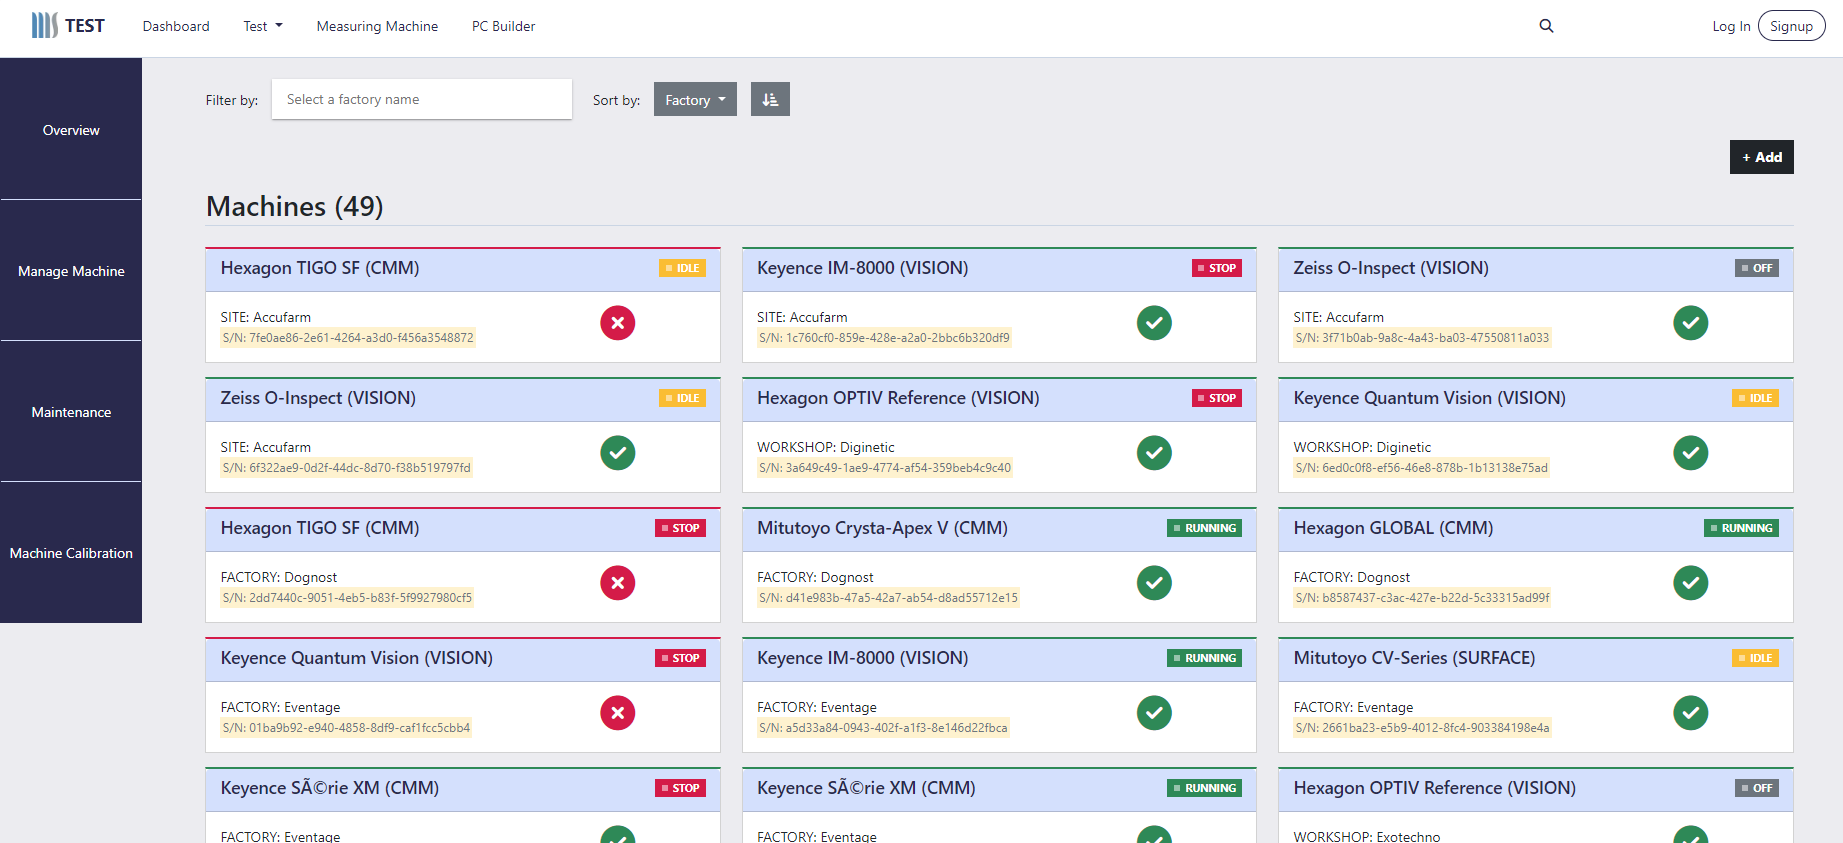 TEST Dashboard Test Measuring Machine PC Builder Log In Signup
Filter by: Select a factory name Sort by: Factory
Overview
Manage Machine
Maintenance
Machine Calibration
+ Add
Machines (49)
Hexagon TIGO SF (CMM) IDLE
SITE: Accufarm
S/N: 7fe0ae86-2e61-4264-a3d0-f456a3548872
Keyence IM-8000 (VISION) STOP
SITE: Accufarm
S/N: 1c760cf0-859e-428e-a2a0-2bbc6b320df9
Zeiss O-Inspect (VISION) OFF
SITE: Accufarm
S/N: 3f71b0ab-9a8c-4a43-ba03-47550811a033
Zeiss O-Inspect (VISION) IDLE
SITE: Accufarm
S/N: 6f322ae9-0d2f-44dc-8d70-f38b519797fd
Hexagon OPTIV Reference (VISION) STOP
WORKSHOP: Diginetic
S/N: 3a649c49-1ae9-4774-af54-359beb4c9c40
Keyence Quantum Vision (VISION) IDLE
WORKSHOP: Diginetic
S/N: 6ed0c0f8-ef56-46e8-878b-1b13138e75ad
Hexagon TIGO SF (CMM) STOP
FACTORY: Dognost
S/N: 2dd7440c-9051-4eb5-b83f-5f9927980cf5
Mitutoyo Crysta-Apex V (CMM) RUNNING
FACTORY: Dognost
S/N: d41e983b-47a5-42a7-ab54-d8ad55712e15
Hexagon GLOBAL (CMM) RUNNING
FACTORY: Dognost
S/N: b8587437-c3ac-427e-b22d-5c33315ad99f
Keyence Quantum Vision (VISION) STOP
FACTORY: Eventage
S/N: 01ba9b92-e940-4858-8df9-caf1fcc5cbb4
Keyence IM-8000 (VISION) RUNNING
FACTORY: Eventage
S/N: a5d33a84-0943-402f-a1f3-8e146d22fbca
Mitutoyo CV-Series (SURFACE) IDLE
FACTORY: Eventage
S/N: 2661ba23-e5b9-4012-8fc4-903384198e4a
Keyence SÃ©rie XM (CMM) STOP
FACTORY: Eventage
Keyence SÃ©rie XM (CMM) RUNNING
FACTORY: Eventage
Hexagon OPTIV Reference (VISION) OFF
WORKSHOP: Exotechno